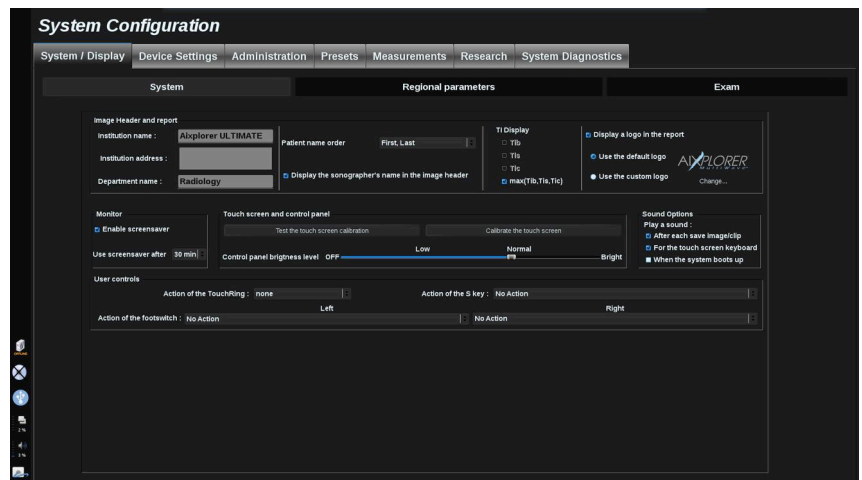 System Configuration
System / Display Device Settings Administration Presets Measurements Research System Diagnostics
System Regional parameters Exam
Image Header and report
Institution name : Aixplorer ULTIMATE
Institution address :
Department name : Radiology
Patient name order First, Last
Display the sonographer's name in the image header
TI Display
Tib
Tis
Tic
max(Tib,Tis,Tic)
Display a logo in the report
Use the default logo
Use the custom logo
AIXPLORER
MultiWave
Change...
Monitor
Enable screensaver
Use screensaver after 30 min
Touch screen and control panel
Test the touch screen calibration Calibrate the touch screen
Low Normal
Control panel brigtness level OFF Bright
Sound Options
Play a sound :
After each save image/clip
For the touch screen keyboard
When the system boots up
User controls
Action of the TouchRing : none Action of the S key : No Action
Left Right
Action of the footswitch : No Action No Action
OFFLINE
2 %
3 %